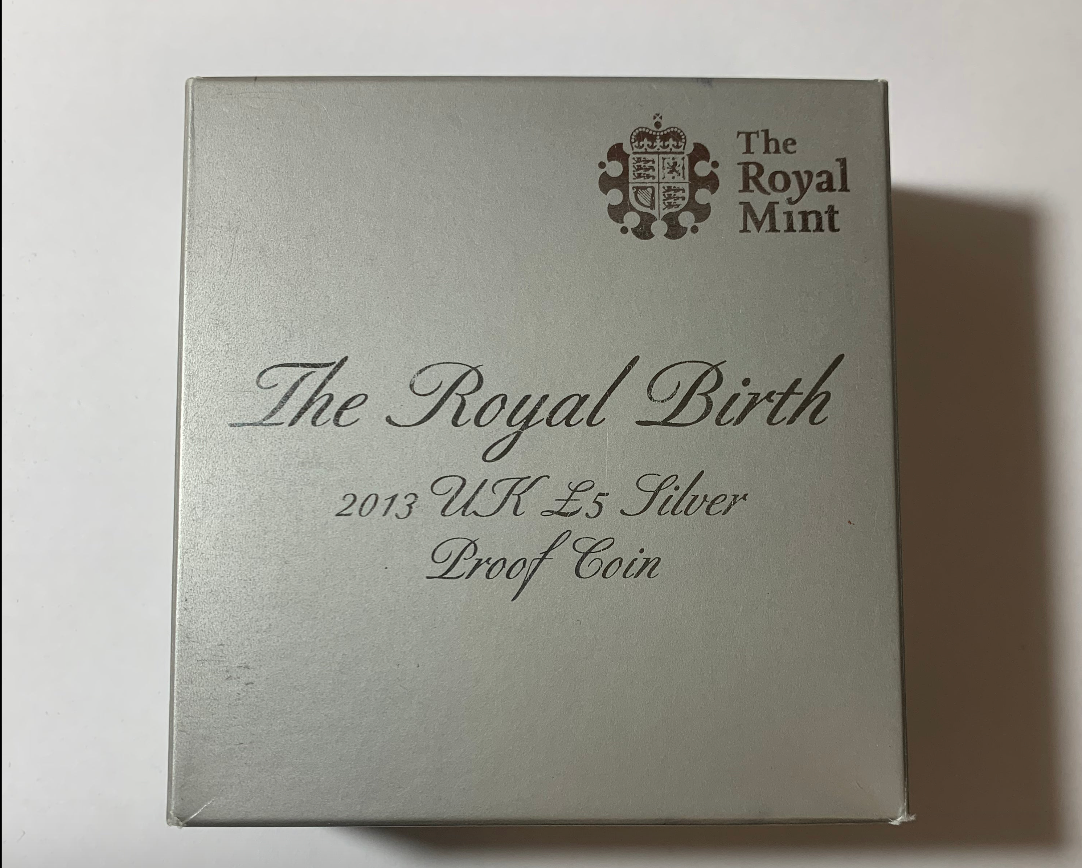 The
Royal
Mint
The Royal Birth
2013 UK £5 Silver
Proof Coin